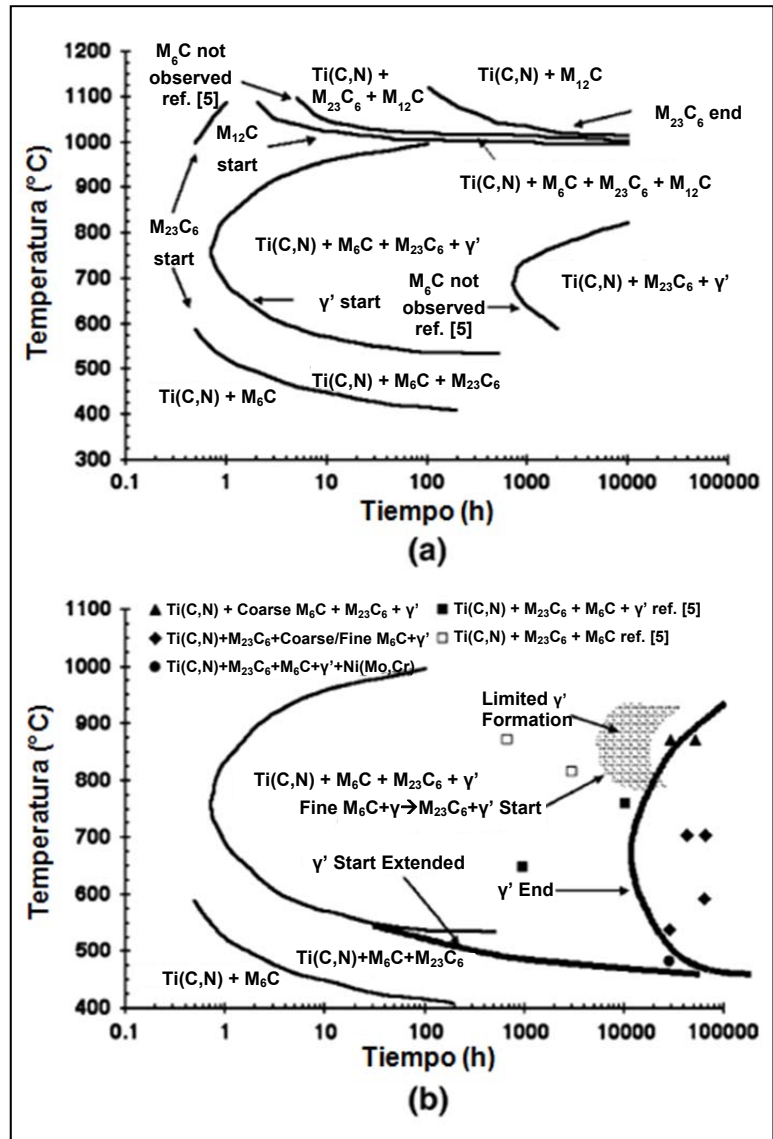 1200
1100
1000
900
800
700
600
500
400
300
Temperatura (°C)
M₆C not
observed
ref. [5]
Ti(C,N) +
M₂₃C₆ + M₁₂C
Ti(C,N) + M₁₂C
M₂₃C₆ end
M₁₂C
start
Ti(C,N) + M₆C + M₂₃C₆ + M₁₂C
M₂₃C₆
start
Ti(C,N) + M₆C + M₂₃C₆ + γ'
M₆C not
observed
ref. [5]
Ti(C,N) + M₂₃C₆ + γ'
γ' start
Ti(C,N) + M₆C
Ti(C,N) + M₆C + M₂₃C₆
0.1 1 10 100 1000 10000 100000
Tiempo (h)
(a)
1100
1000
900
800
700
600
500
400
Temperatura (°C)
Ti(C,N) + Coarse M₆C + M₂₃C₆ + γ'
Ti(C,N) + M₂₃C₆ + M₆C + γ' ref. [5]
Ti(C,N)+M₂₃C₆+Coarse/Fine M₆C+γ'
Ti(C,N) + M₂₃C₆ + M₆C ref. [5]
Ti(C,N)+M₂₃C₆+M₆C+γ'+Ni(Mo,Cr)
Limited γ'
Formation
Ti(C,N) + M₆C + M₂₃C₆ + γ'
Fine M₆C+γ→M₂₃C₆+γ' Start
γ' Start Extended
γ' End
Ti(C,N)+M₆C+M₂₃C₆
Ti(C,N) + M₆C
0.1 1 10 100 1000 10000 100000
Tiempo (h)
(b)